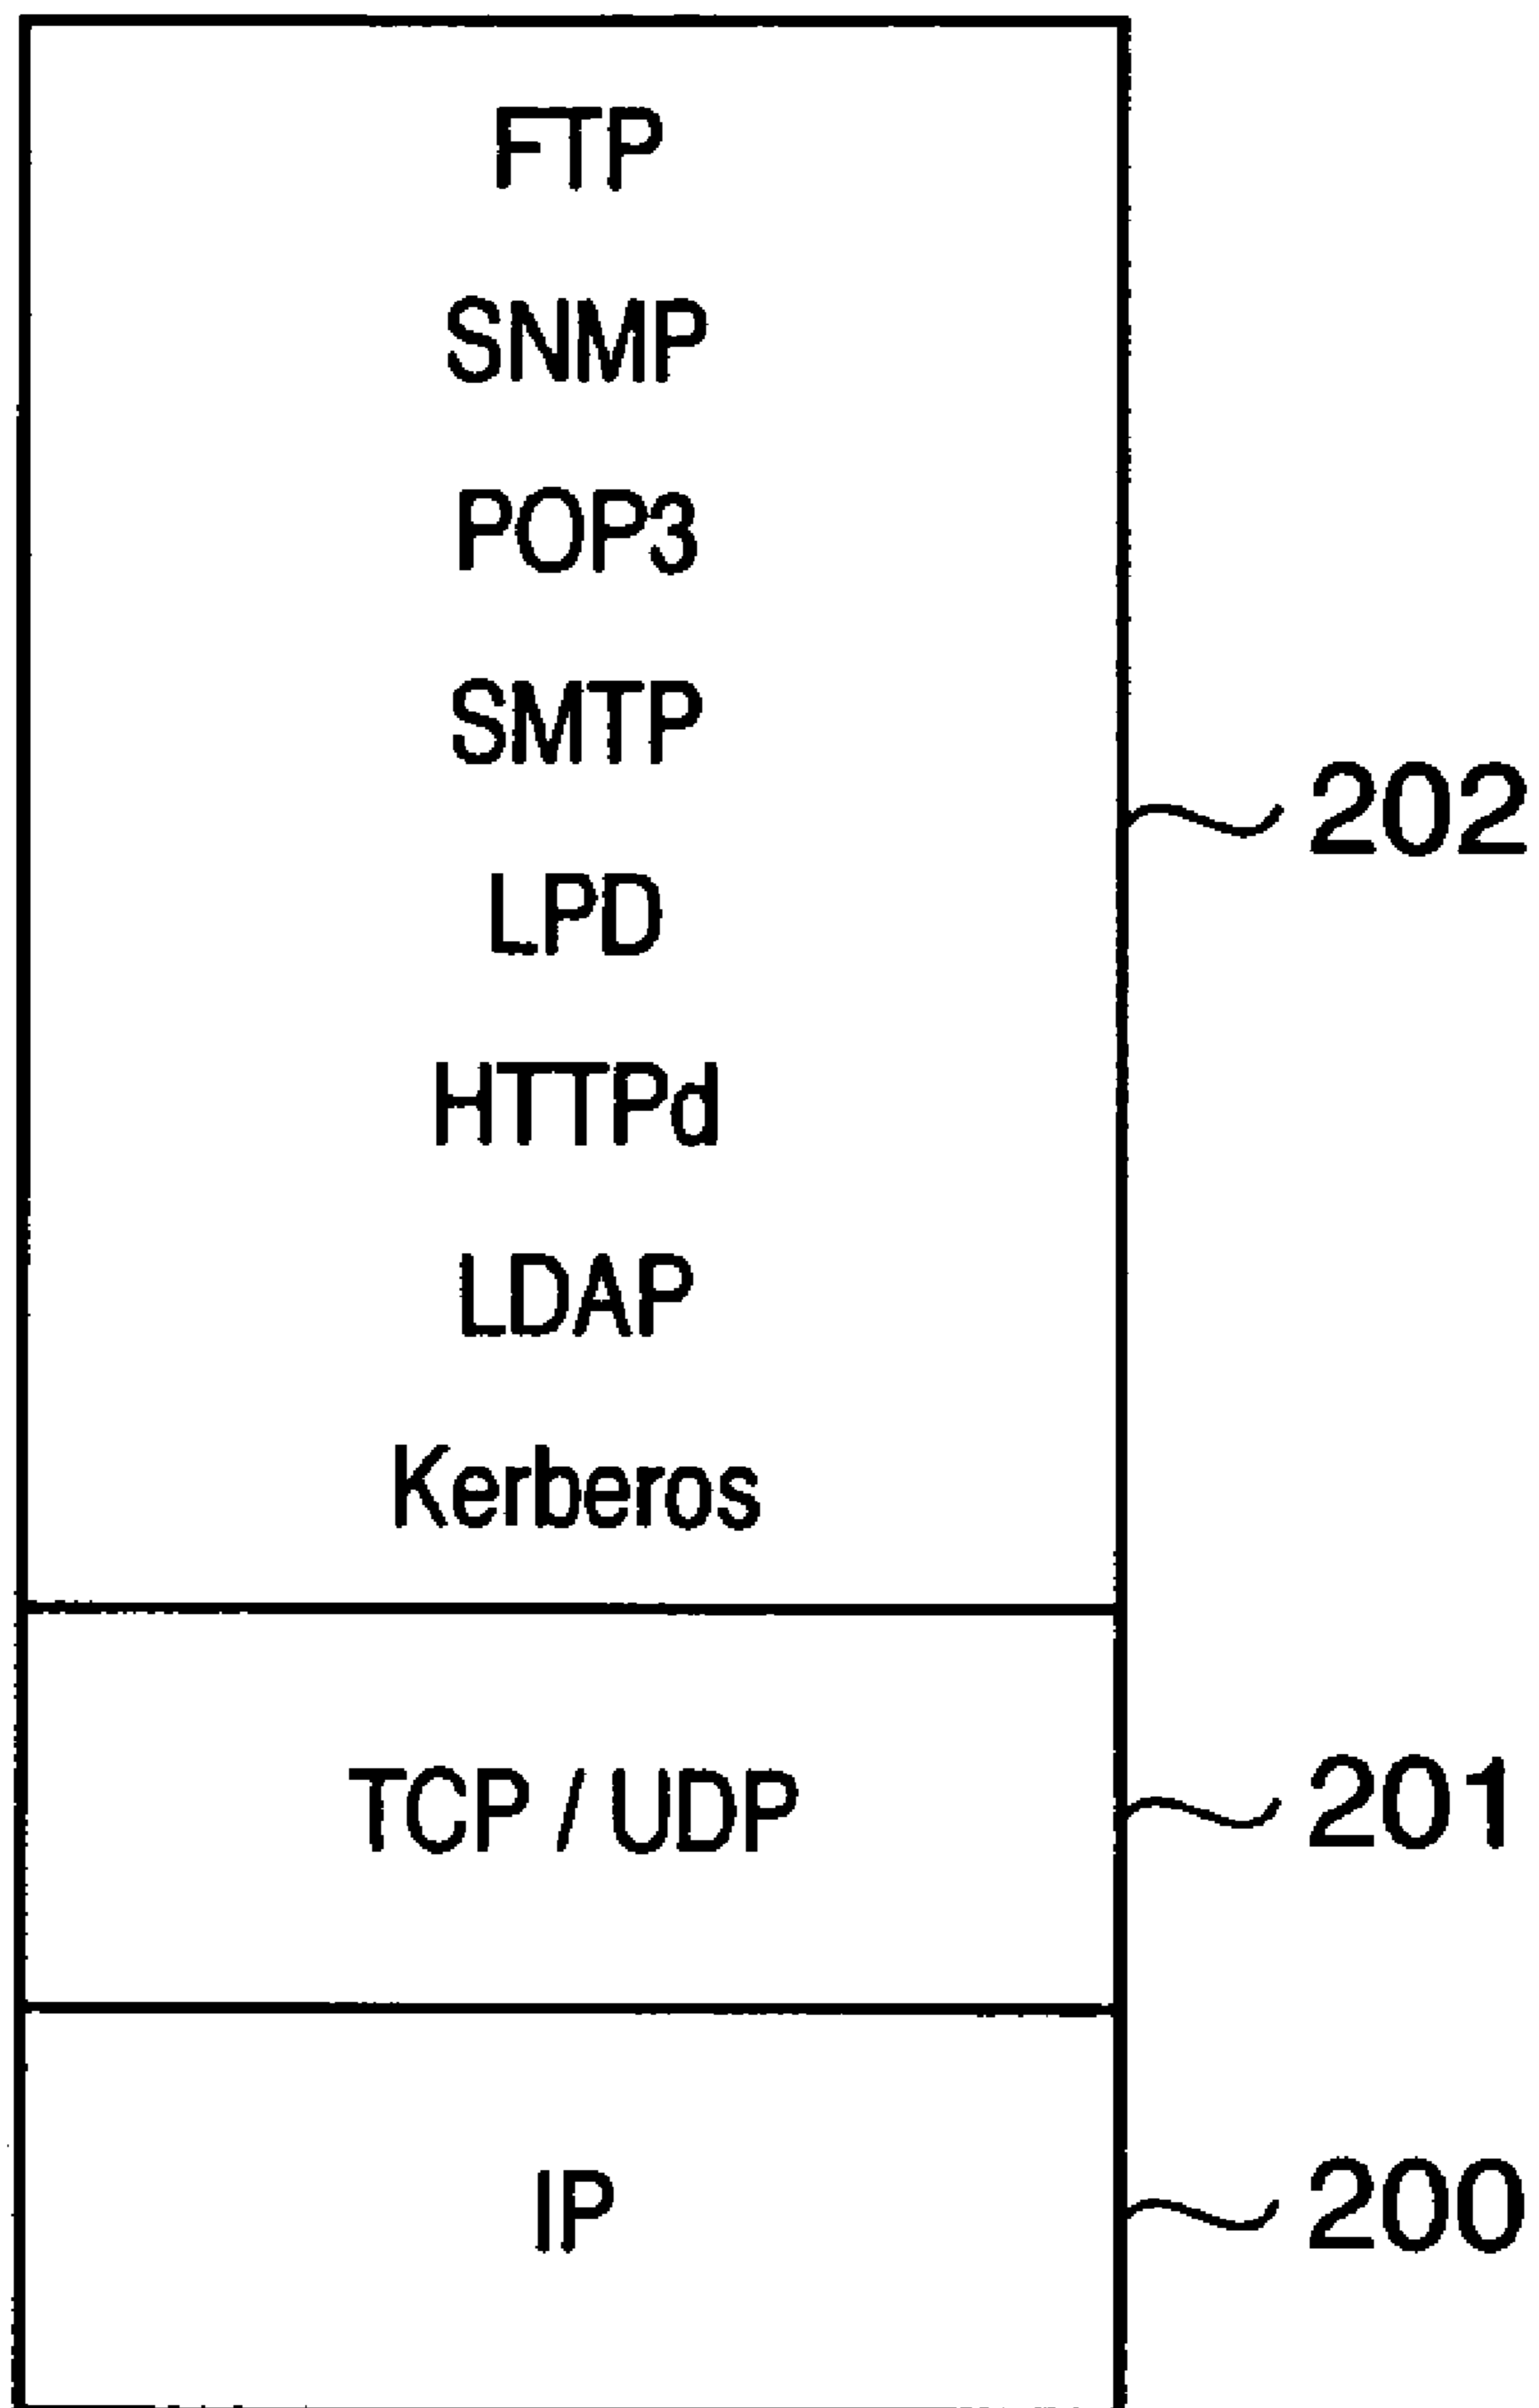 FTP
SNMP
POP3
SMTP
202
LPD
HTTPd
LDAP
Kerberos
TCP / UDP
201
IP
200